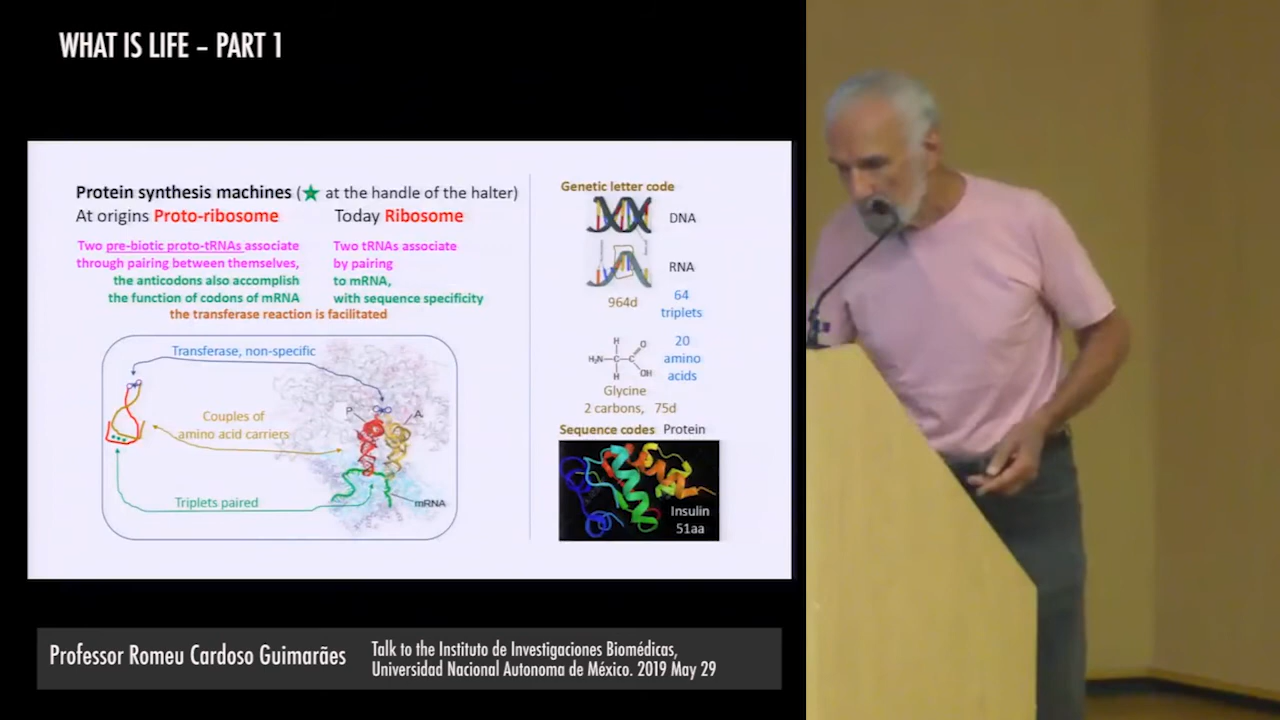 WHAT IS LIFE – PART 1
Protein synthesis machines (★ at the handle of the halter)
At origins Proto-ribosome
Today Ribosome
Two pre-biotic proto-tRNAs associate
through pairing between themselves,
the anticodons also accomplish
the function of codons of mRNA
Two tRNAs associate
by pairing
to mRNA,
with sequence specificity
the transferase reaction is facilitated
Transferase, non-specific
P
A
Couples of
amino acid carriers
Triplets paired
mRNA
Genetic letter code
DNA
RNA
964d
64
triplets
H
O
H₂N–C–C
H
OH
20
amino
acids
Glycine
2 carbons, 75d
Sequence codes Protein
Insulin
51aa
Professor Romeu Cardoso Guimarães
Talk to the Instituto de Investigaciones Biomédicas,
Universidad Nacional Autonoma de México. 2019 May 29